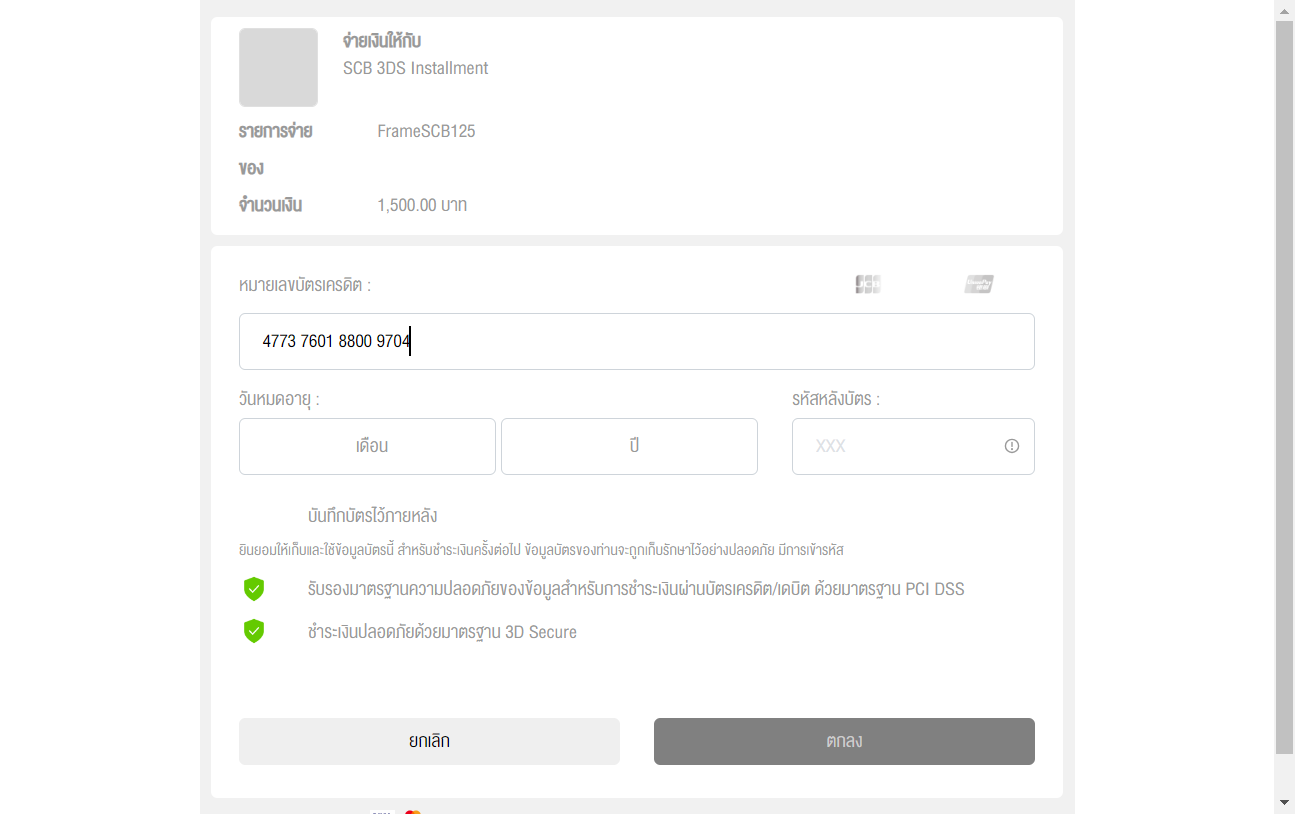 จ่ายเงินให้กับ
SCB 3DS Installment
รายการจ่าย FrameSCB125
ของ
จำนวนเงิน 1,500.00 บาท
หมายเลขบัตรเครดิต :
JCB
4773 7601 8800 9704
วันหมดอายุ : รหัสหลังบัตร :
เดือน ปี XXX
บันทึกบัตรไว้ภายหลัง
ยินยอมให้เก็บและใช้ข้อมูลบัตรนี้ สำหรับชำระเงินครั้งต่อไป ข้อมูลบัตรของท่านจะถูกเก็บรักษาไว้อย่างปลอดภัย มีการเข้ารหัส
รับรองมาตรฐานความปลอดภัยของข้อมูลสำหรับการชำระเงินผ่านบัตรเครดิต/เดบิต ด้วยมาตรฐาน PCI DSS
ชำระเงินปลอดภัยด้วยมาตรฐาน 3D Secure
ยกเลิก ตกลง